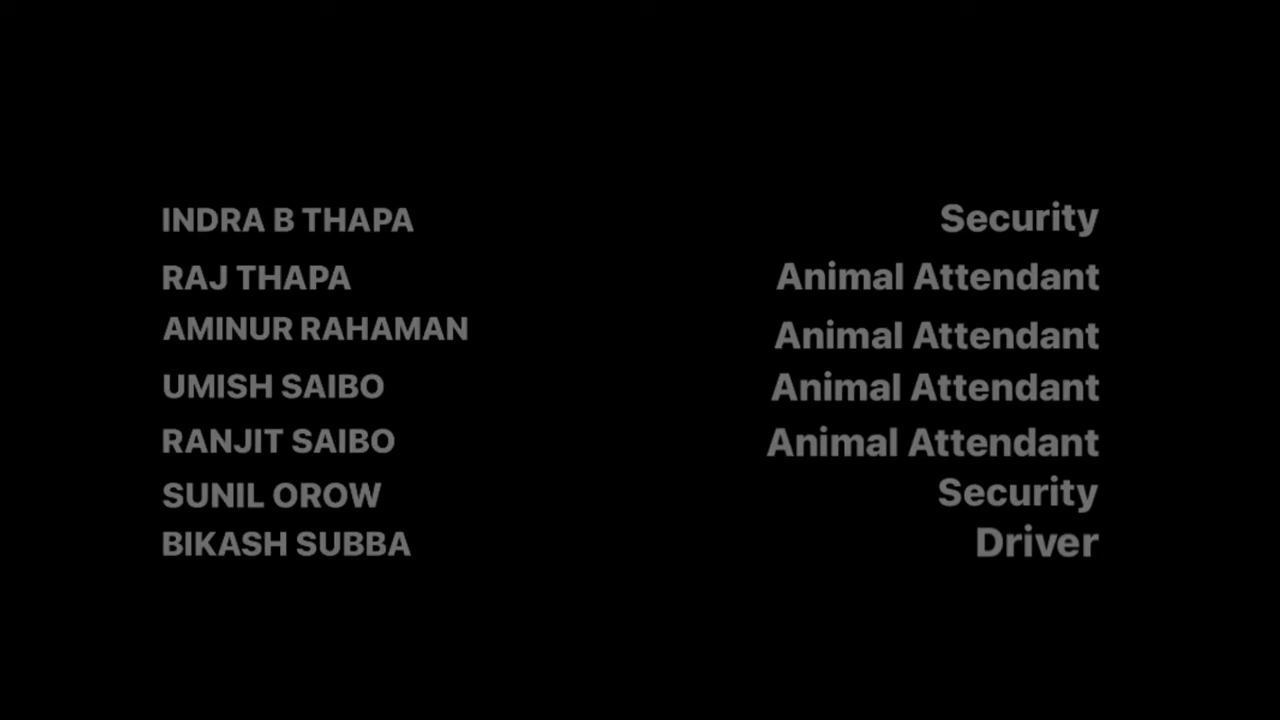 INDRA B THAPA Security
RAJ THAPA Animal Attendant
AMINUR RAHAMAN Animal Attendant
UMISH SAIBO Animal Attendant
RANJIT SAIBO Animal Attendant
SUNIL OROW Security
BIKASH SUBBA Driver